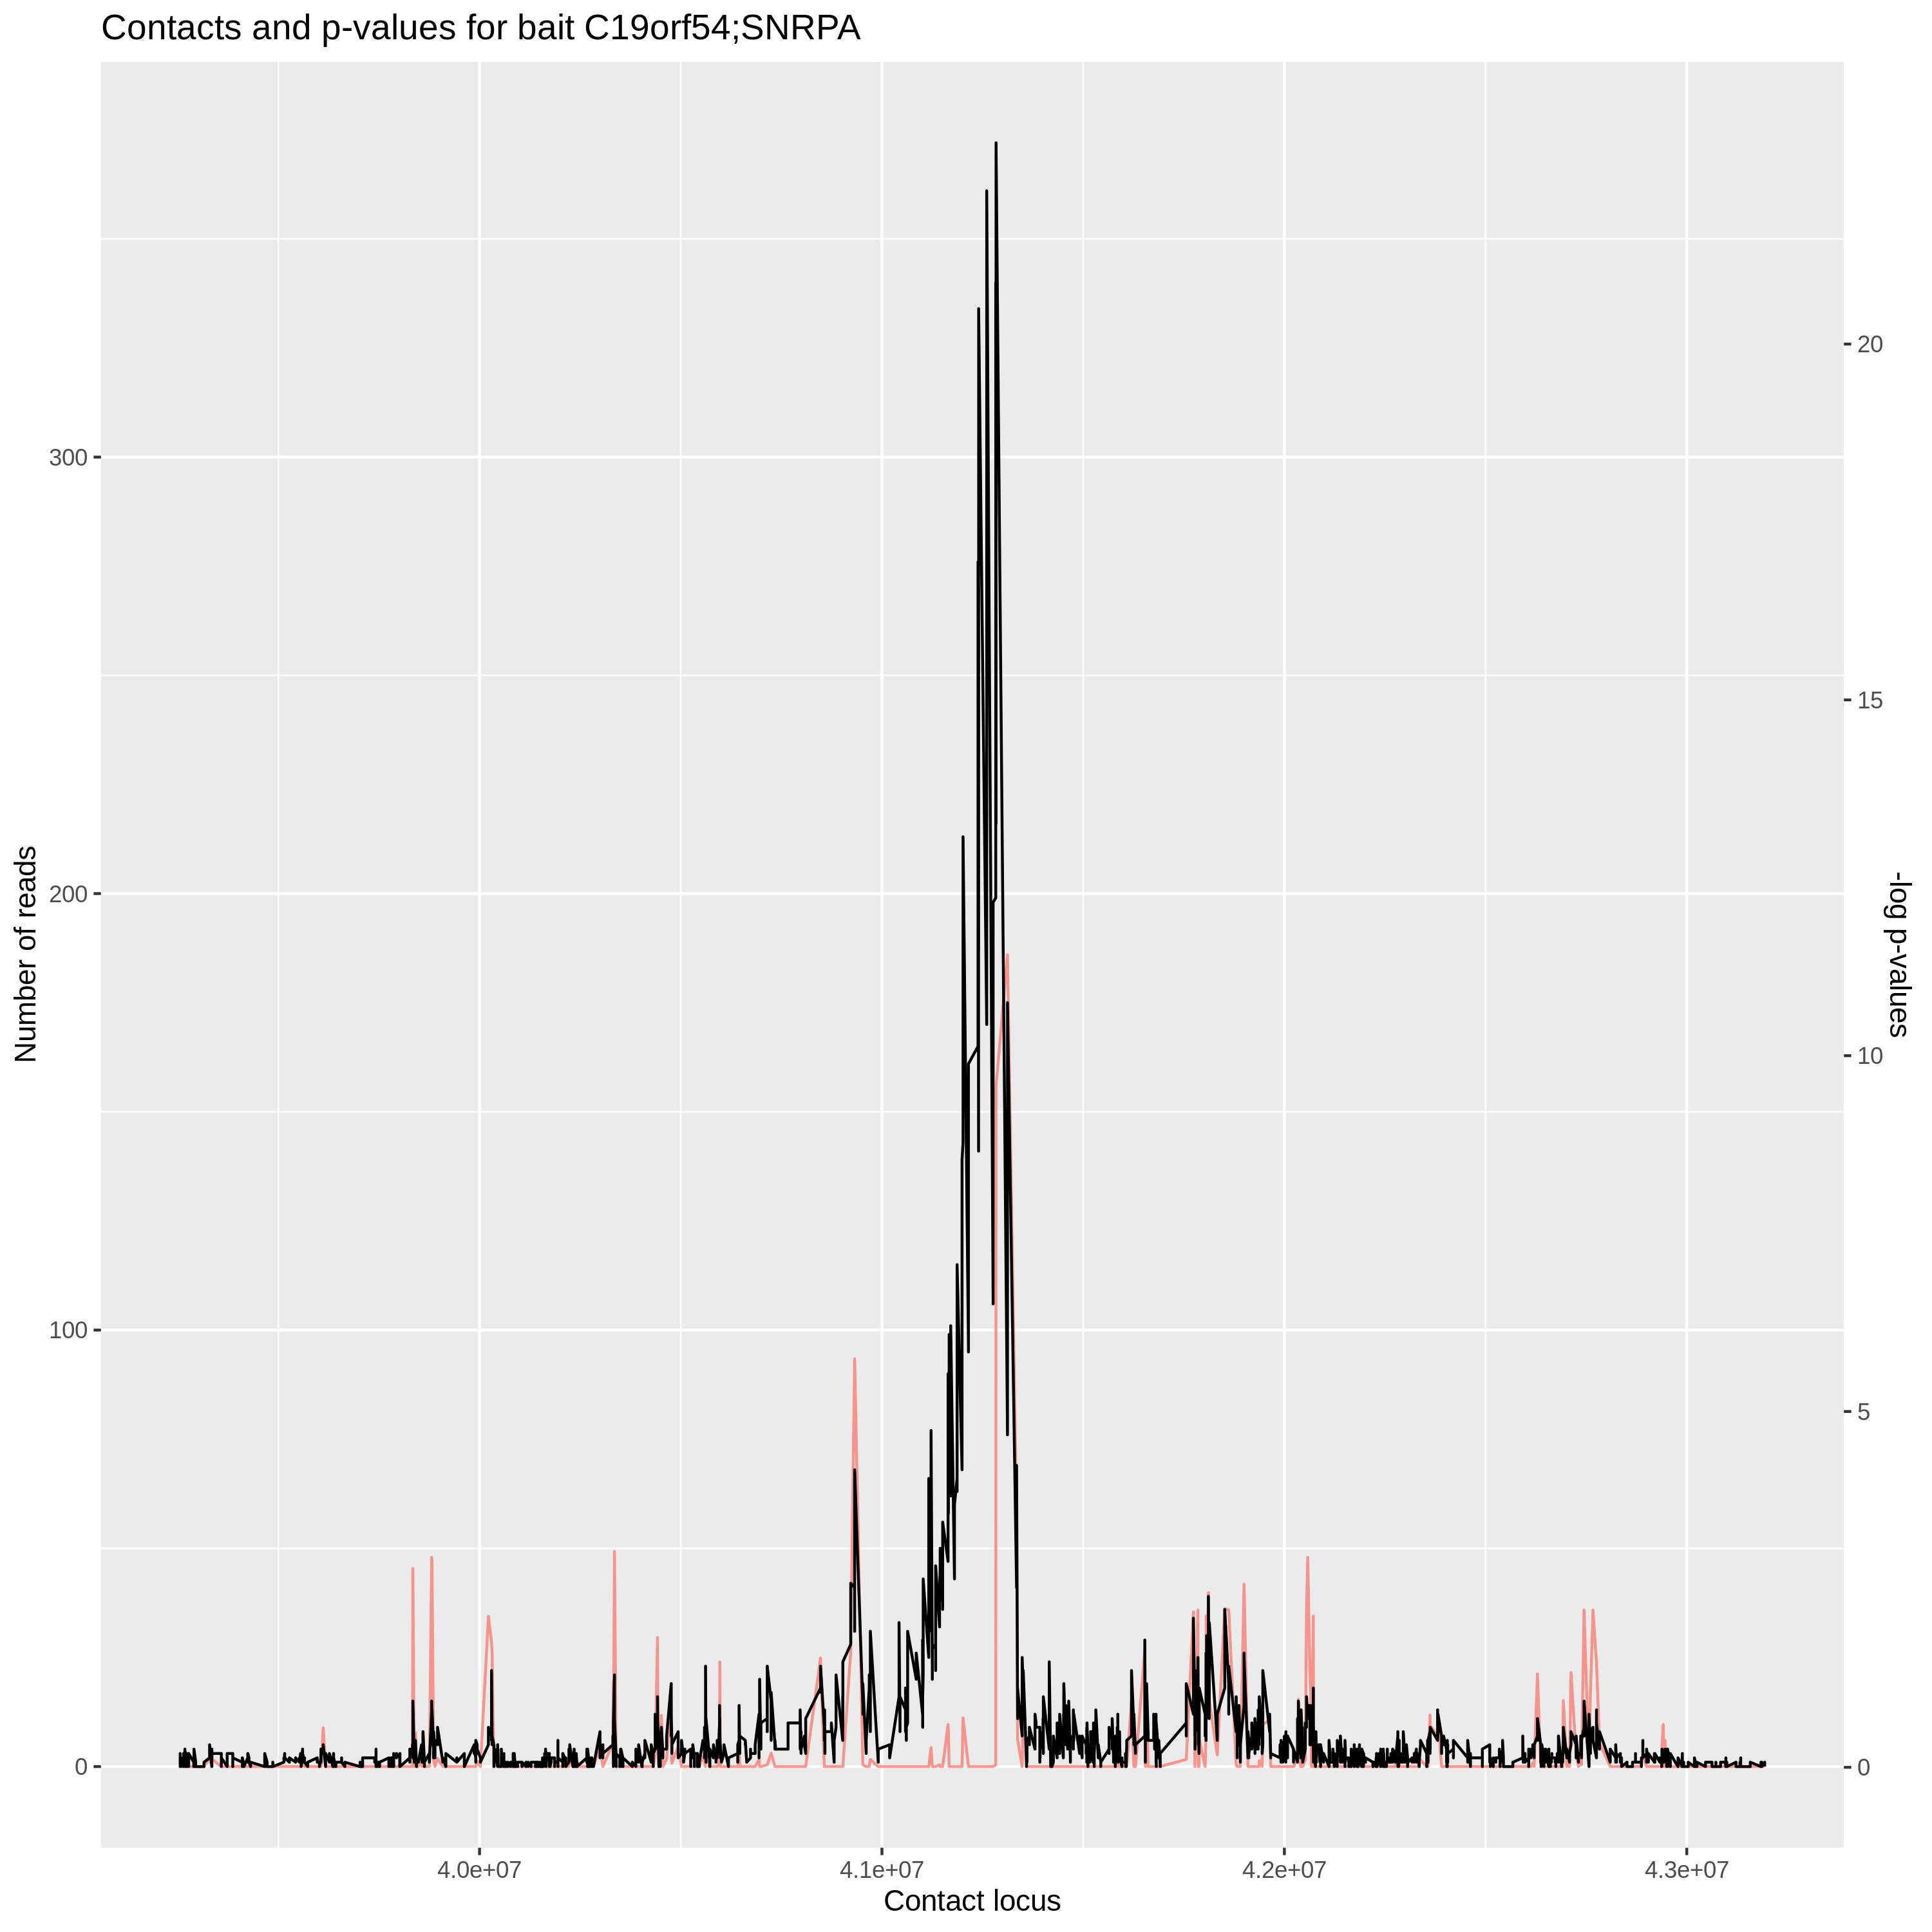 Contacts and p-values for bait C19orf54;SNRPA
Number of reads
300
200
100
0
20
15
10
5
0
-log p-values
4.0e+07
4.1e+07
4.2e+07
4.3e+07
Contact locus